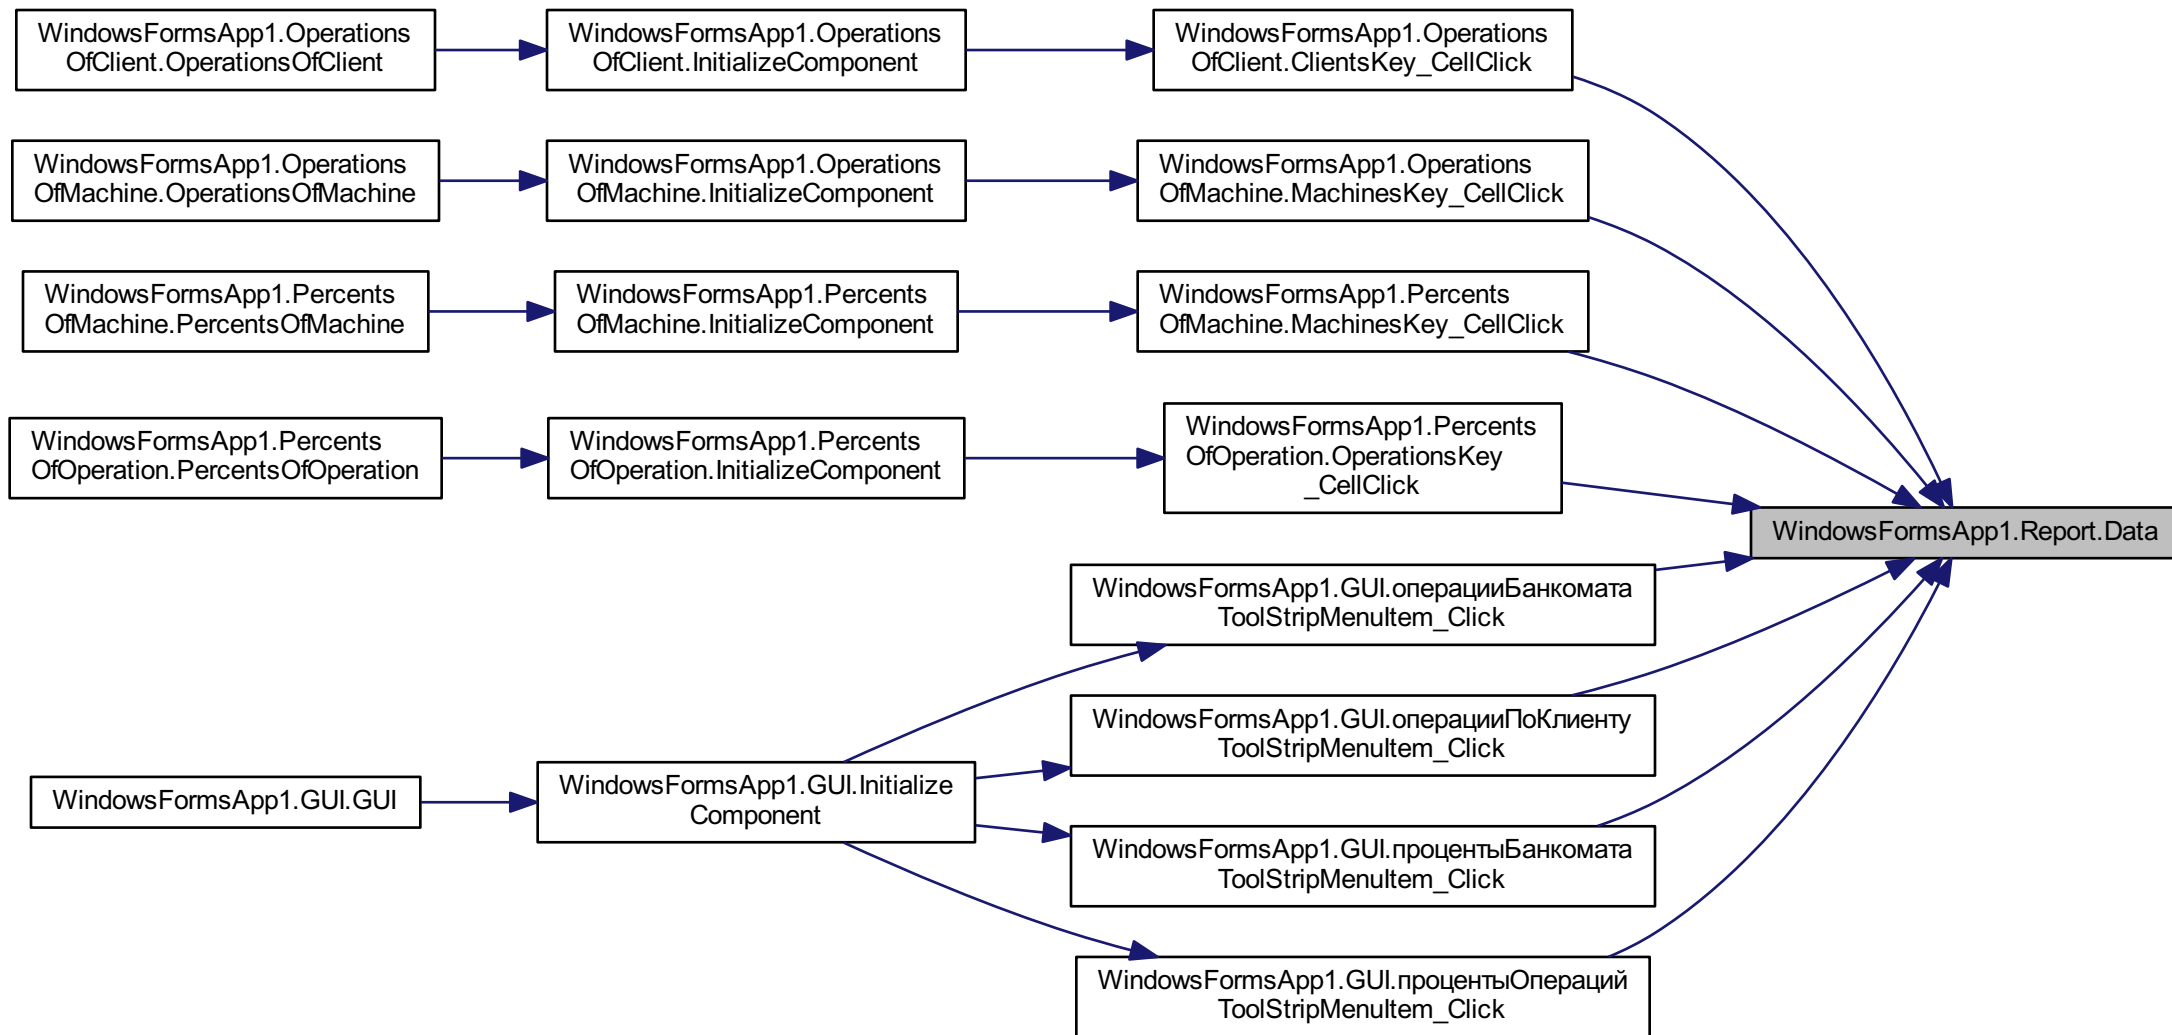 WindowsFormsApp1.Operations
OfClient.OperationsOfClient
WindowsFormsApp1.Operations
OfClient.InitializeComponent
WindowsFormsApp1.Operations
OfClient.ClientsKey_CellClick
WindowsFormsApp1.Operations
OfMachine.OperationsOfMachine
WindowsFormsApp1.Operations
OfMachine.InitializeComponent
WindowsFormsApp1.Operations
OfMachine.MachinesKey_CellClick
WindowsFormsApp1.Percents
OfMachine.PercentsOfMachine
WindowsFormsApp1.Percents
OfMachine.InitializeComponent
WindowsFormsApp1.Percents
OfMachine.MachinesKey_CellClick
WindowsFormsApp1.Percents
OfOperation.PercentsOfOperation
WindowsFormsApp1.Percents
OfOperation.InitializeComponent
WindowsFormsApp1.Percents
OfOperation.OperationsKey
_CellClick
WindowsFormsApp1.Report.Data
WindowsFormsApp1.GUI.операцииБанкомата
ToolStripMenuItem_Click
WindowsFormsApp1.GUI.операцииПоКлиенту
ToolStripMenuItem_Click
WindowsFormsApp1.GUI.GUI
WindowsFormsApp1.GUI.Initialize
Component
WindowsFormsApp1.GUI.процентыБанкомата
ToolStripMenuItem_Click
WindowsFormsApp1.GUI.процентыОпераций
ToolStripMenuItem_Click